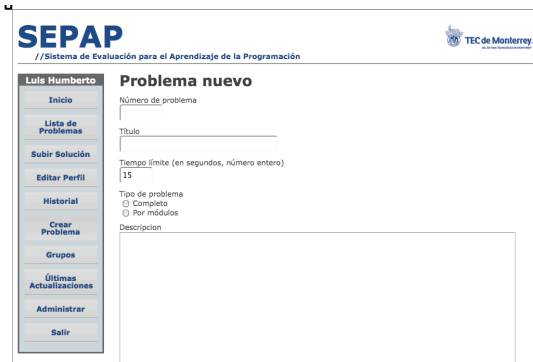 SEPAP
//Sistema de Evaluación para el Aprendizaje de la Programación
TEC de Monterrey
Luis Humberto
Inicio
Lista de
Problemas
Subir Solución
Editar Perfil
Historial
Crear
Problema
Grupos
Últimas
Actualizaciones
Administrar
Salir
Problema nuevo
Número de problema
Título
Tiempo límite (en segundos, número entero)
15
Tipo de problema
Completo
Por módulos
Descripcion